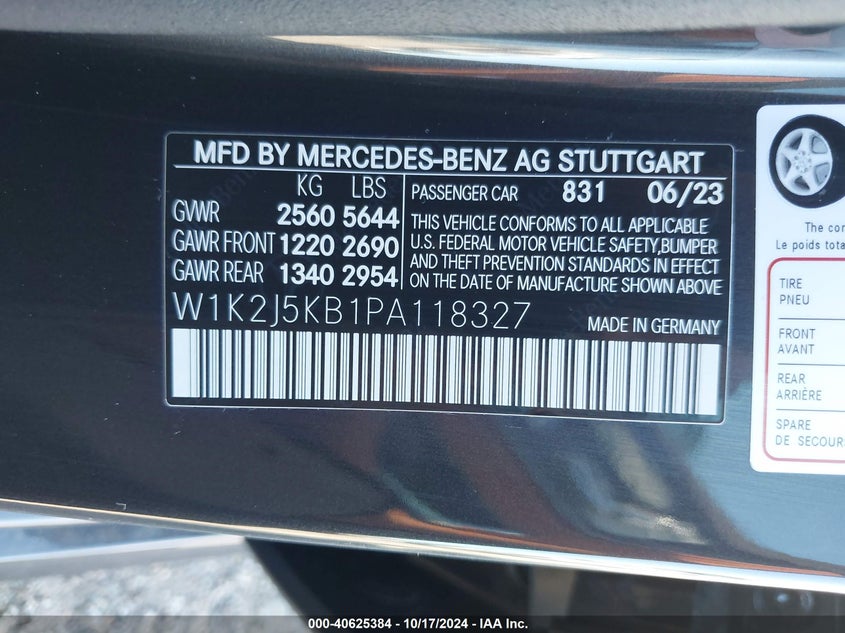 MFD BY MERCEDES-BENZ AG STUTTGART
KG LBS
GVWR 2560 5644
GAWR FRONT 1220 2690
GAWR REAR 1340 2954
PASSENGER CAR 831 06/23
THIS VEHICLE CONFORMS TO ALL APPLICABLE
U.S. FEDERAL MOTOR VEHICLE SAFETY,BUMPER
AND THEFT PREVENTION STANDARDS IN EFFECT
ON THE DATE OF MANUFACTURE SHOWN ABOVE
W1K2J5KB1PA118327
MADE IN GERMANY
The
Le poids
TIRE
PNEU
FRONT
AVANT
REAR
ARRIÈRE
SPARE
DE
000-40625384 - 10/17/2024 - IAA Inc.